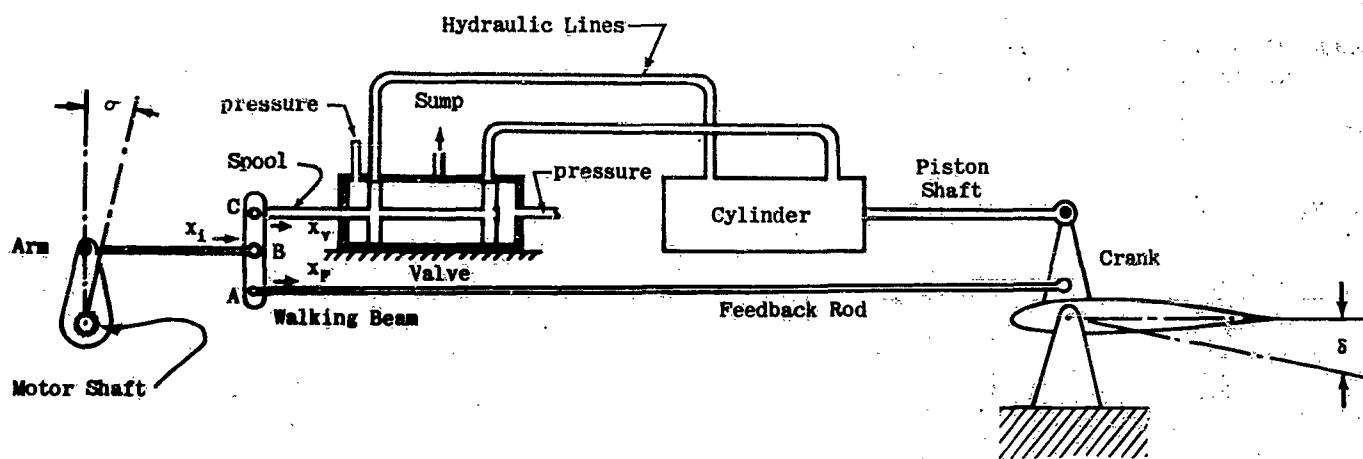 Hydraulic Lines
σ
pressure
Sump
Spool
pressure
Piston
Shaft
C
Cylinder
x_i
x_v
Arm
B
Crank
x_F
Valve
A
Walking Beam
Feedback Rod
δ
Motor Shaft